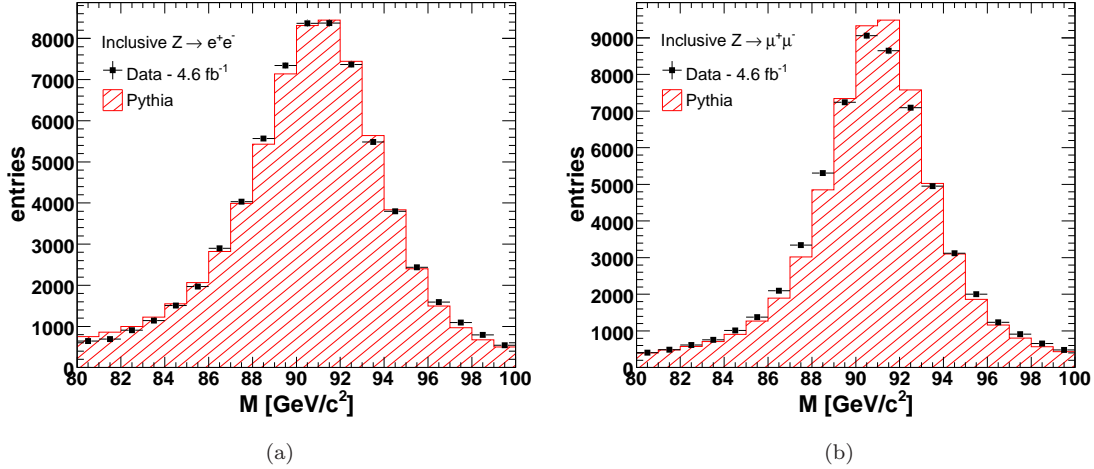 Inclusive Z → e⁺e⁻
Data - 4.6 fb⁻¹
Pythia
entries
8000
7000
6000
5000
4000
3000
2000
1000
0
80 82 84 86 88 90 92 94 96 98 100
M [GeV/c²]
(a)
Inclusive Z → μ⁺μ⁻
Data - 4.6 fb⁻¹
Pythia
entries
9000
8000
7000
6000
5000
4000
3000
2000
1000
0
80 82 84 86 88 90 92 94 96 98 100
M [GeV/c²]
(b)